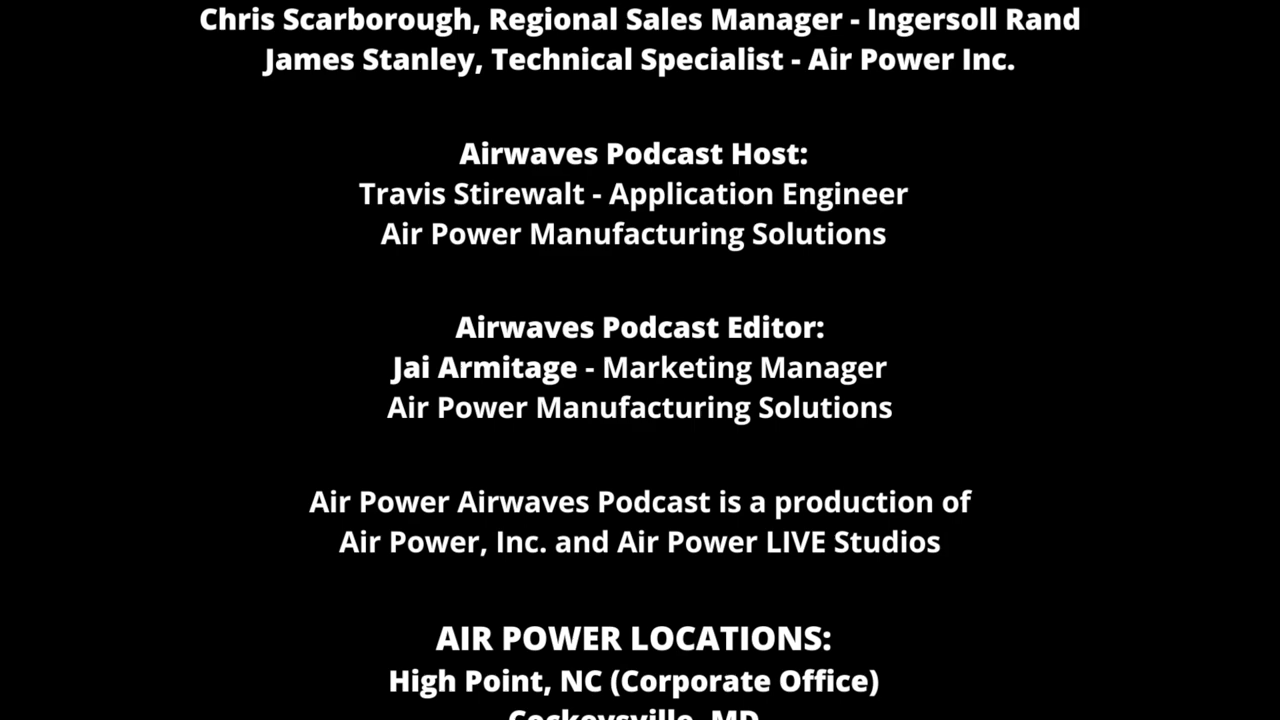 Chris Scarborough, Regional Sales Manager - Ingersoll Rand
James Stanley, Technical Specialist - Air Power Inc.
Airwaves Podcast Host:
Travis Stirewalt - Application Engineer
Air Power Manufacturing Solutions
Airwaves Podcast Editor:
Jai Armitage - Marketing Manager
Air Power Manufacturing Solutions
Air Power Airwaves Podcast is a production of
Air Power, Inc. and Air Power LIVE Studios
AIR POWER LOCATIONS:
High Point, NC (Corporate Office)
Cockeysville, MD